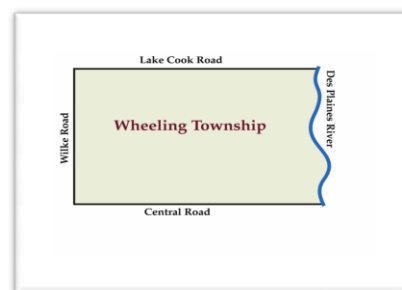 Lake Cook Road
Des Plaines River
Wilke Road
Wheeling Township
Central Road